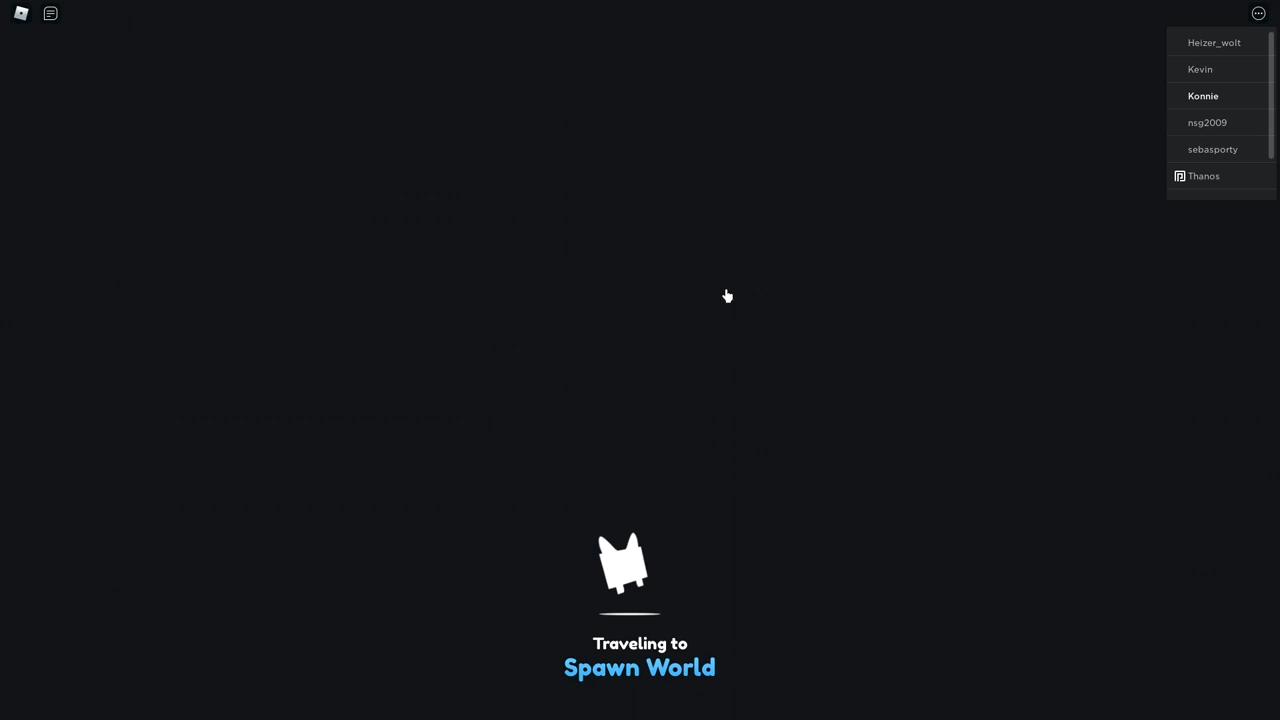 Heizer_wolt
Kevin
Konnie
nsg2009
sebasporty
Thanos
Traveling to
Spawn World